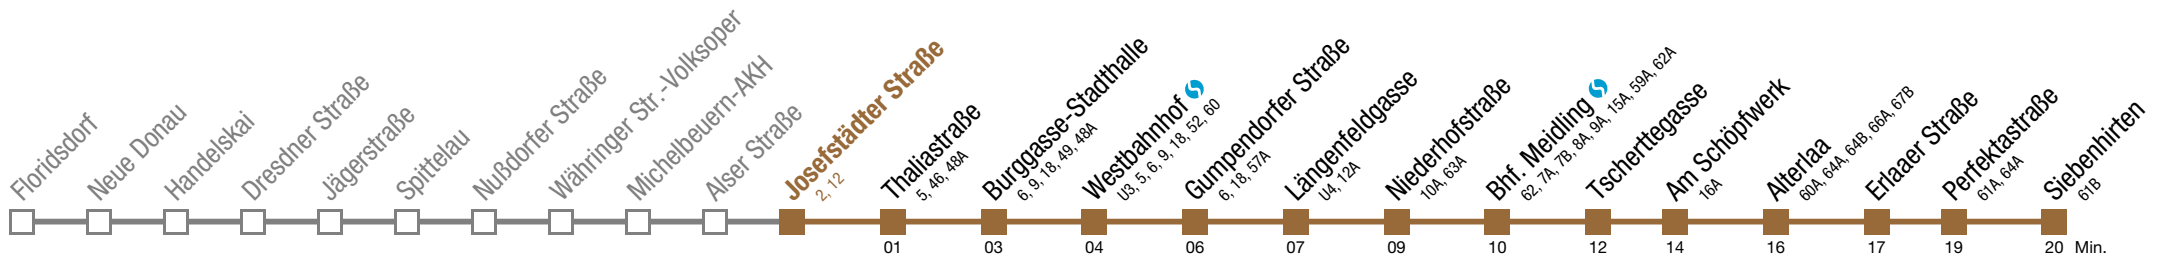 Floridsdorf
Neue Donau
Handelskai
Dresdner Straße
Jägerstraße
Spittelau
Nußdorfer Straße
Währinger Str.-Volksoper
Michelbeuern-AKH
Alser Straße
Josefstädter Straße
2, 12
Thaliastraße
5, 46, 48A
Burggasse-Stadthalle
6, 9, 18, 49, 48A
Westbahnhof
U3, 5, 6, 9, 18, 52, 60
Gumpendorfer Straße
6, 18, 57A
Längenfeldgasse
U4, 12A
Niederhofstraße
10A, 63A
Bhf. Meidling
62, 7A, 7B, 8A, 9A, 15A, 59A, 62A
Tscherttegasse
Am Schöpfwerk
16A
Alterlaa
60A, 64A, 64B, 66A, 67B
Erlaaer Straße
Perfektastraße
61A, 64A
Siebenhirten
61B
01 03 04 06 07 09 10 12 14 16 17 19 20 Min.